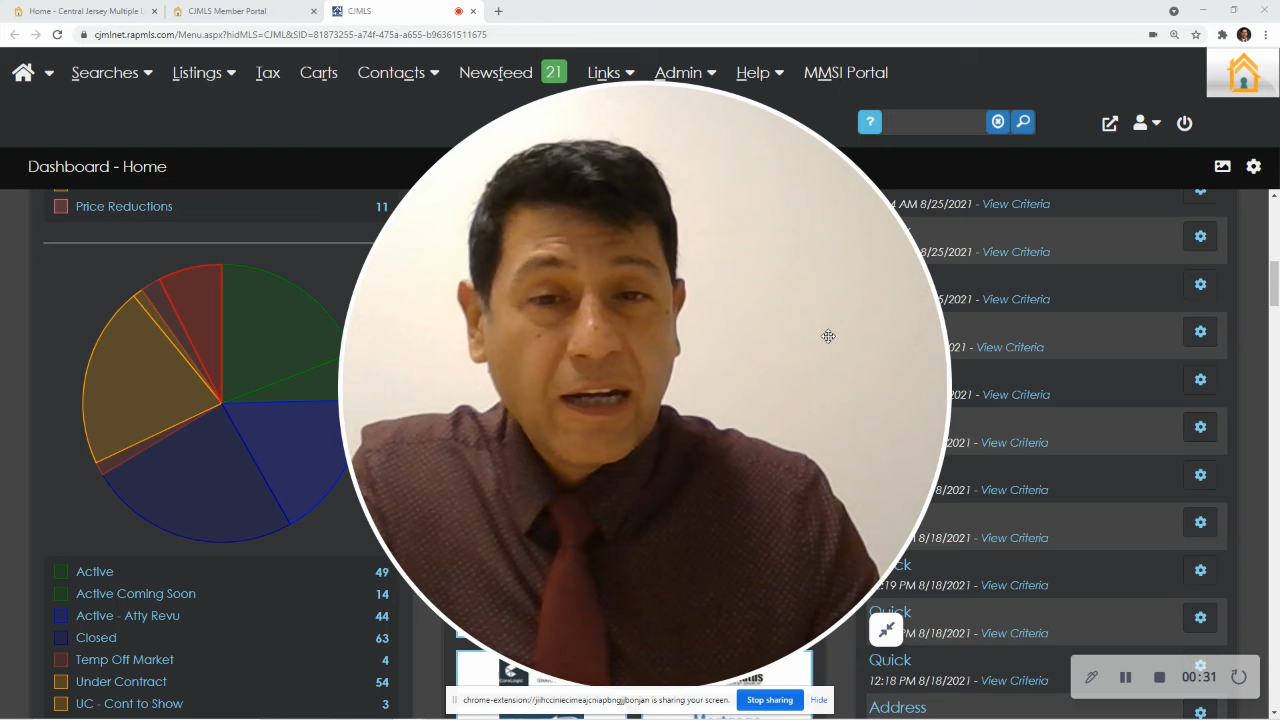 Home - Central Jersey Multiple L
CJMLS Member Portal
CJMLS
cjmlnet.rapmls.com/Menu.aspx?hidMLS=CJML&SID=81873255-a74f-475a-a655-b96361511675
Searches Listings Tax Carts Contacts Newsfeed 21 Links Admin Help MMSI Portal
?
Dashboard - Home
Price Reductions 11
AM 8/25/2021 - View Criteria
8/25/2021 - View Criteria
/2021 - View Criteria
021 - View Criteria
/2021 - View Criteria
/2021 - View Criteria
8/2021 - View Criteria
8/18/2021 - View Criteria
ck
:19 PM 8/18/2021 - View Criteria
Quick
PM 8/18/2021 - View Criteria
Quick
12:18 PM 8/18/2021 - View Criteria
Address
Active 49
Active Coming Soon 14
Active - Atty Revu 44
Closed 63
Temp Off Market 4
Under Contract 54
UC - Cont to Show 3
CoreLogic
chrome-extension://jiihcciniecimeajcniapbngjjbonjan is sharing your screen. Stop sharing Hide
00:31